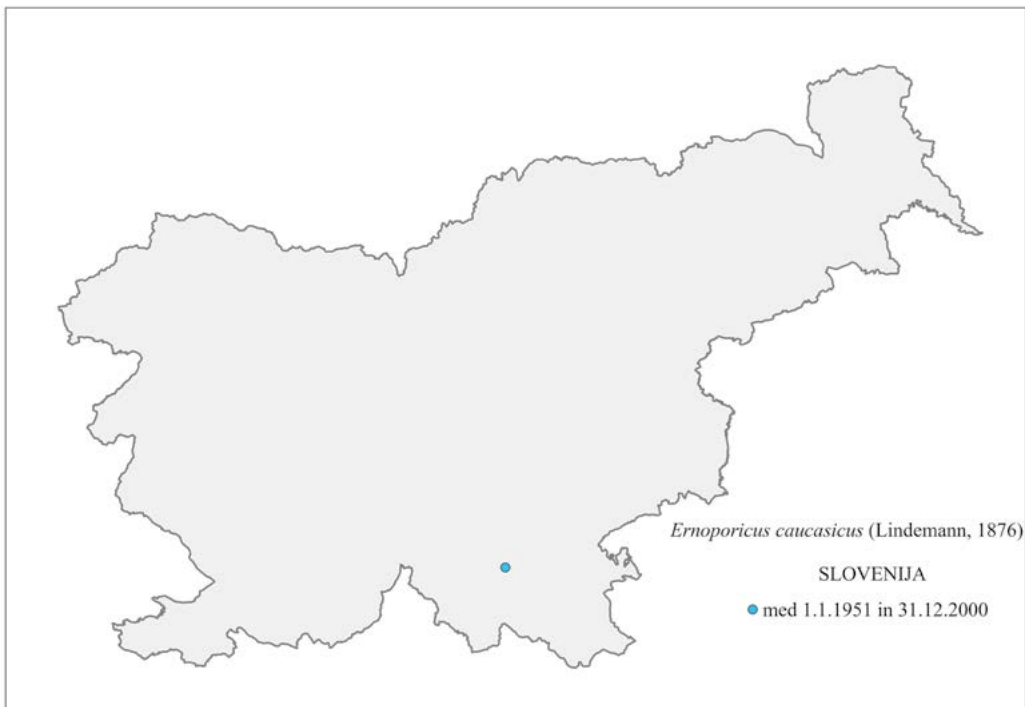 Ernoporicus caucasicus (Lindemann, 1876)
SLOVENIJA
med 1.1.1951 in 31.12.2000